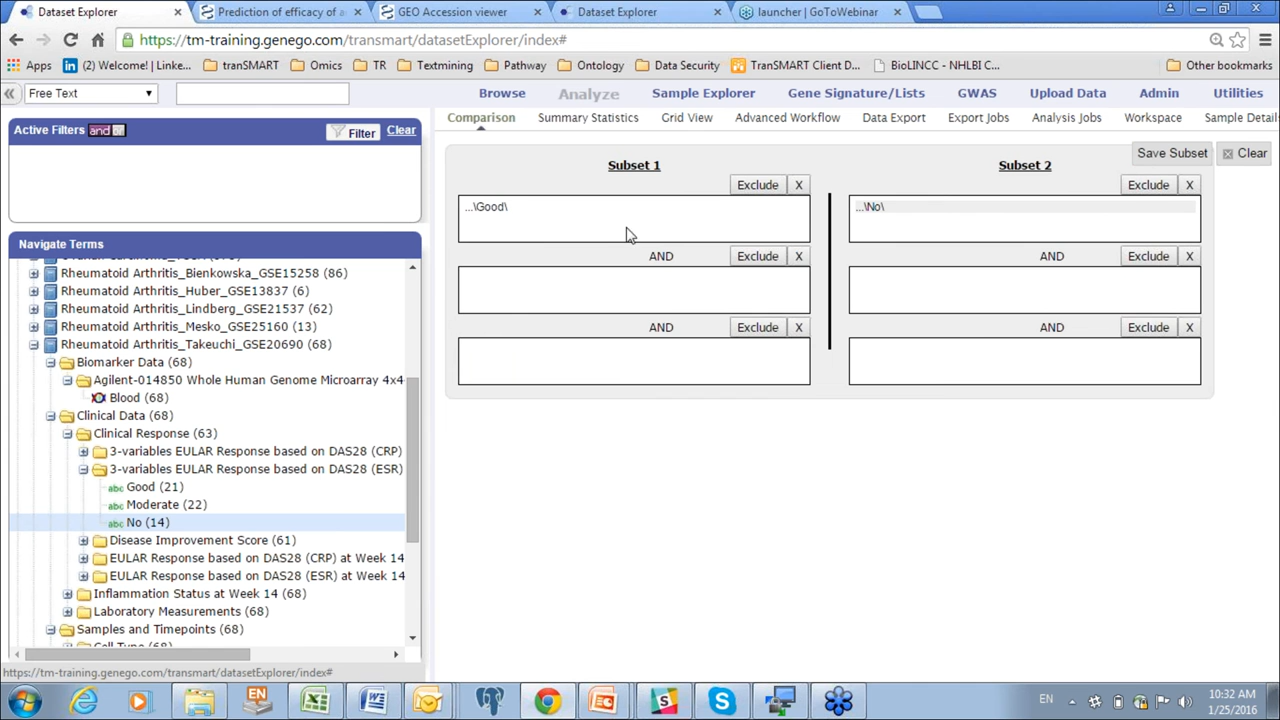 Dataset Explorer
Prediction of efficacy of a
GEO Accession viewer
Dataset Explorer
launcher | GoToWebinar
https://tm-training.genego.com/transmart/datasetExplorer/index#
Apps
(2) Welcome! | Linke...
tranSMART
Omics
TR
Textmining
Pathway
Ontology
Data Security
TranSMART Client D...
BioLINCC - NHLBI C...
Other bookmarks
Free Text
Browse
Analyze
Sample Explorer
Gene Signature/Lists
GWAS
Upload Data
Admin
Utilities
Active Filters and or
Filter
Clear
Comparison
Summary Statistics
Grid View
Advanced Workflow
Data Export
Export Jobs
Analysis Jobs
Workspace
Sample Detai
Save Subset
Clear
Subset 1
Subset 2
Exclude X
Exclude X
...\Good\
...\No\
AND Exclude X
AND Exclude X
AND Exclude X
AND Exclude X
Navigate Terms
Rheumatoid Arthritis_Bienkowska_GSE15258 (86)
Rheumatoid Arthritis_Huber_GSE13837 (6)
Rheumatoid Arthritis_Lindberg_GSE21537 (62)
Rheumatoid Arthritis_Mesko_GSE25160 (13)
Rheumatoid Arthritis_Takeuchi_GSE20690 (68)
Biomarker Data (68)
Agilent-014850 Whole Human Genome Microarray 4x4
Blood (68)
Clinical Data (68)
Clinical Response (63)
3-variables EULAR Response based on DAS28 (CRP)
3-variables EULAR Response based on DAS28 (ESR)
abc Good (21)
abc Moderate (22)
abc No (14)
Disease Improvement Score (61)
EULAR Response based on DAS28 (CRP) at Week 14
EULAR Response based on DAS28 (ESR) at Week 14
Inflammation Status at Week 14 (68)
Laboratory Measurements (68)
Samples and Timepoints (68)
https://tm-training.genego.com/transmart/datasetExplorer/index#
EN
EN
10:32 AM
1/25/2016